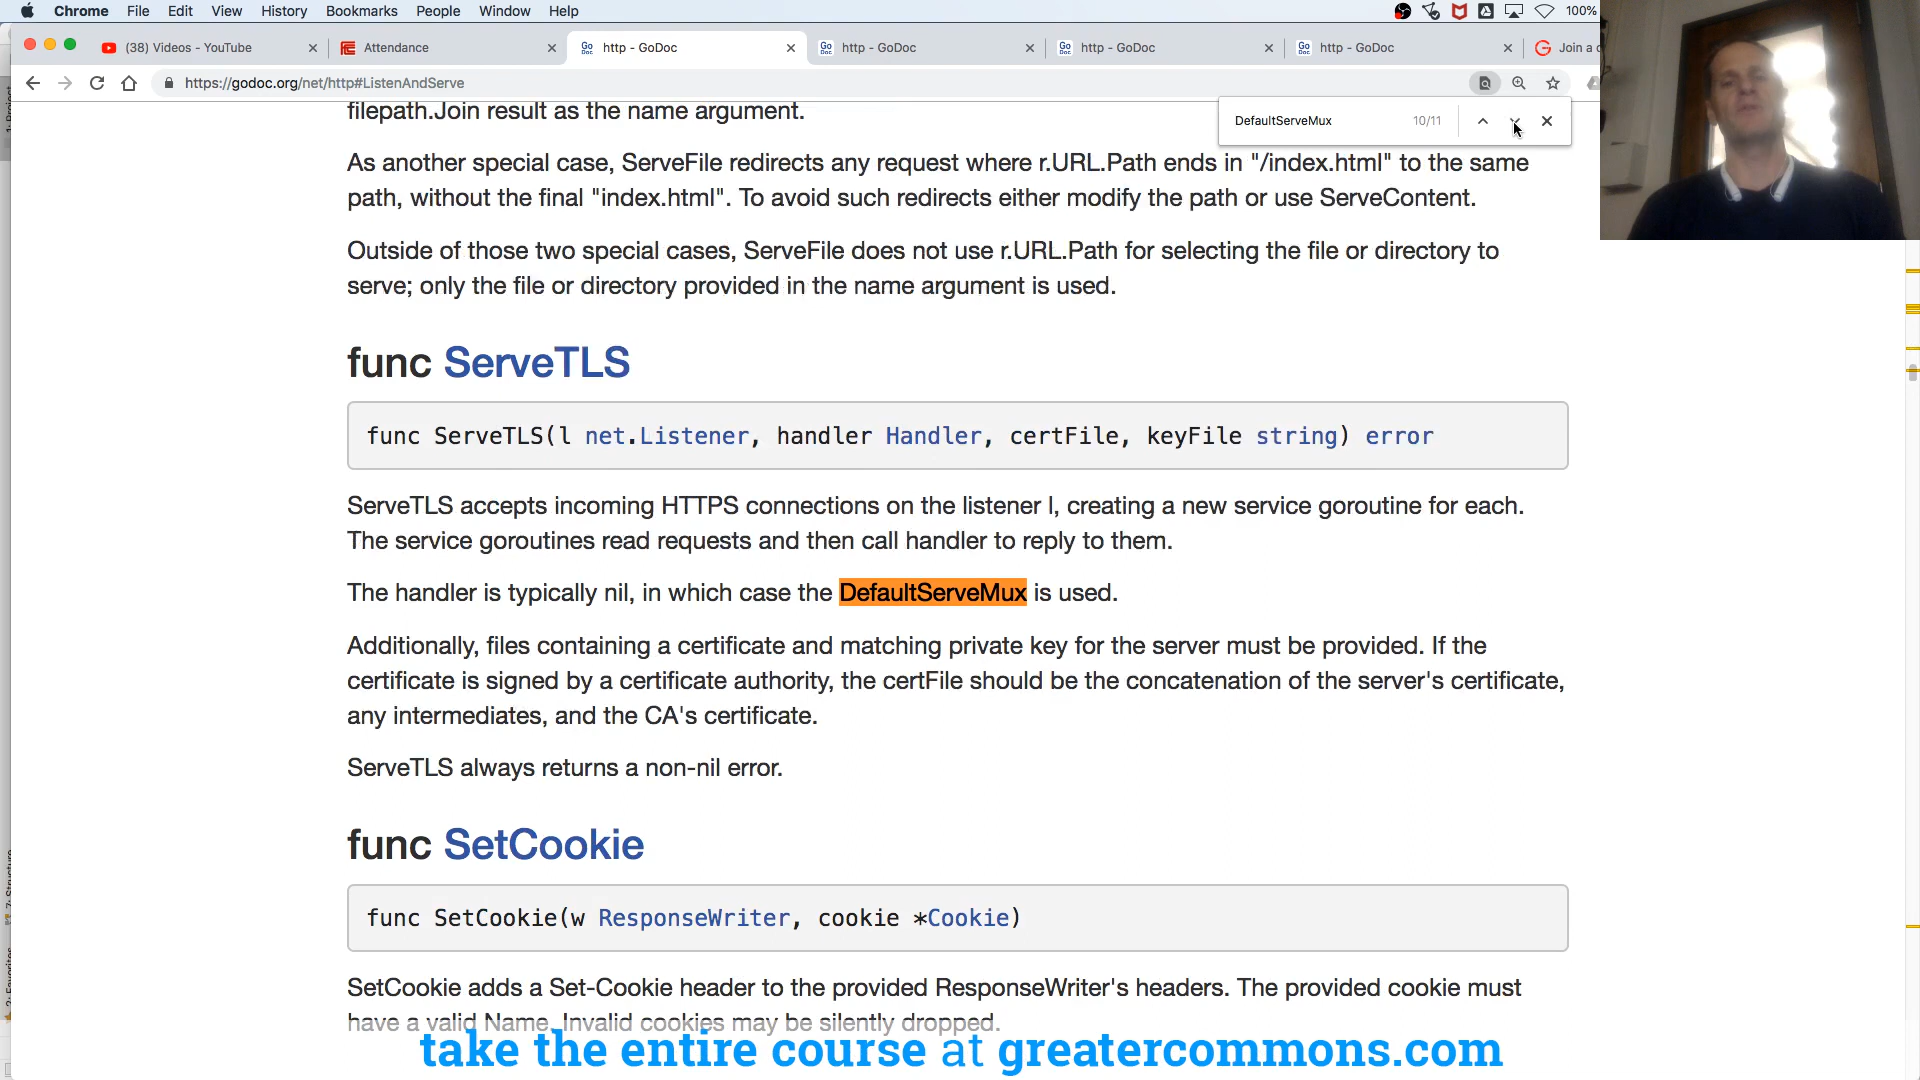 Chrome File Edit View History Bookmarks People Window Help 100%
(38) Videos - YouTube Attendance http - GoDoc http - GoDoc http - GoDoc http - GoDoc Join a c
https://godoc.org/net/http#ListenAndServe
DefaultServeMux 10/11
filepath.Join result as the name argument.
As another special case, ServeFile redirects any request where r.URL.Path ends in "/index.html" to the same
path, without the final "index.html". To avoid such redirects either modify the path or use ServeContent.
Outside of those two special cases, ServeFile does not use r.URL.Path for selecting the file or directory to
serve; only the file or directory provided in the name argument is used.
func ServeTLS
func ServeTLS(l net.Listener, handler Handler, certFile, keyFile string) error
ServeTLS accepts incoming HTTPS connections on the listener l, creating a new service goroutine for each.
The service goroutines read requests and then call handler to reply to them.
The handler is typically nil, in which case the DefaultServeMux is used.
Additionally, files containing a certificate and matching private key for the server must be provided. If the
certificate is signed by a certificate authority, the certFile should be the concatenation of the server's certificate,
any intermediates, and the CA's certificate.
ServeTLS always returns a non-nil error.
func SetCookie
func SetCookie(w ResponseWriter, cookie *Cookie)
SetCookie adds a Set-Cookie header to the provided ResponseWriter's headers. The provided cookie must
have a valid Name. Invalid cookies may be silently dropped.
take the entire course at greatercommons.com